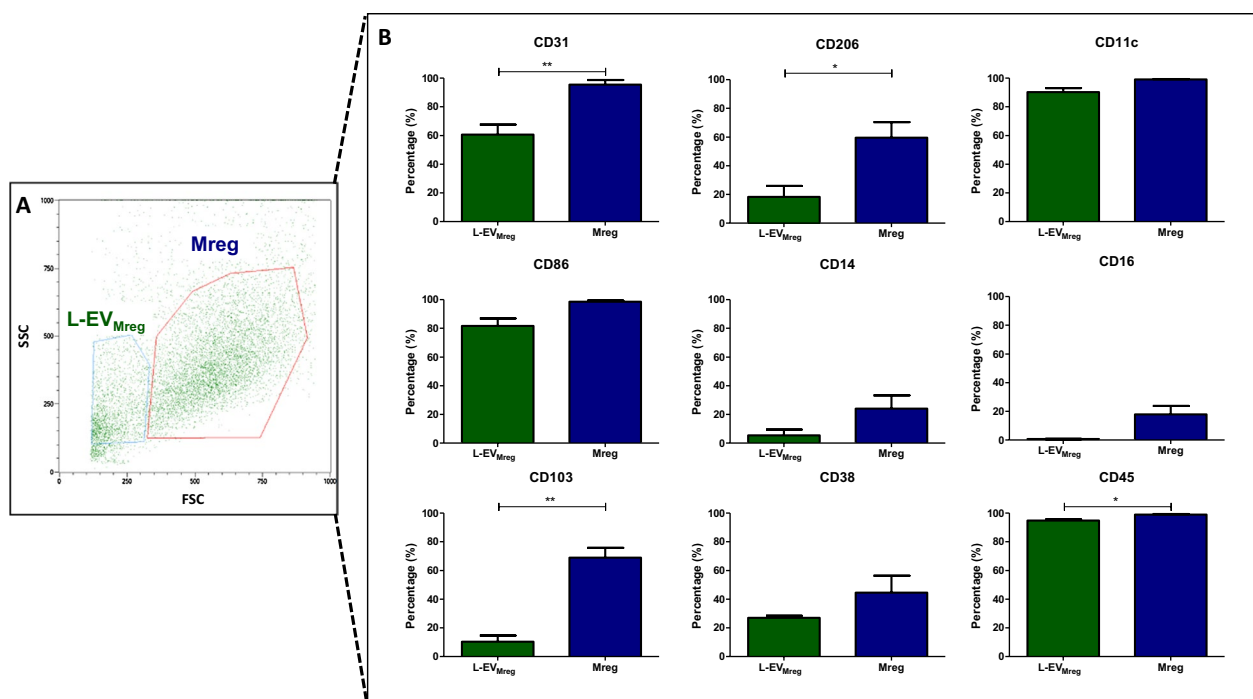 A
1000
750
500
250
0
0
250
500
750
1000
SSC
FSC
Mreg
L-EVMreg
B
CD31
**
Percentage (%)
100
80
60
40
20
0
L-EVMreg
Mreg
CD206
*
Percentage (%)
100
80
60
40
20
0
L-EVMreg
Mreg
CD11c
Percentage (%)
100
80
60
40
20
0
L-EVMreg
Mreg
CD86
Percentage (%)
100
80
60
40
20
0
L-EVMreg
Mreg
CD14
Percentage (%)
100
80
60
40
20
0
L-EVMreg
Mreg
CD16
Percentage (%)
100
80
60
40
20
0
L-EVMreg
Mreg
CD103
**
Percentage (%)
100
80
60
40
20
0
L-EVMreg
Mreg
CD38
Percentage (%)
100
80
60
40
20
0
L-EVMreg
Mreg
CD45
*
Percentage (%)
100
80
60
40
20
0
L-EVMreg
Mreg